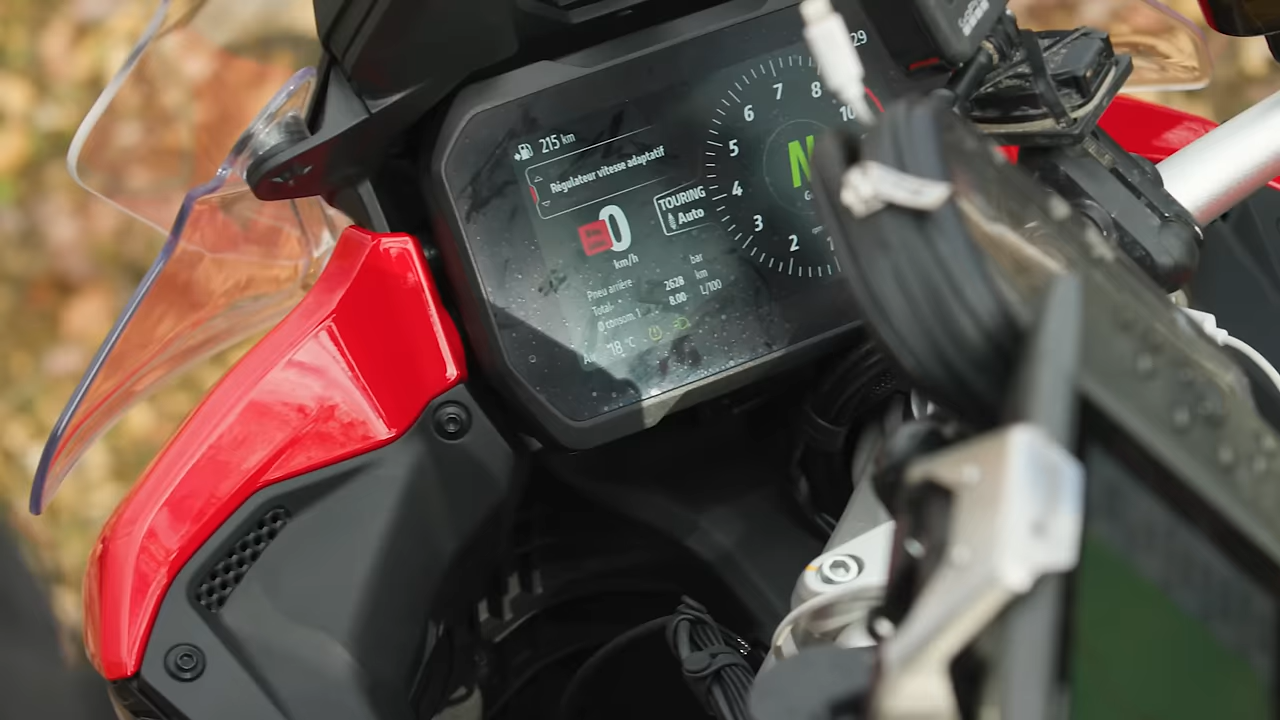 215 km
Régulateur vitesse adaptatif
0
km/h
TOURING
Auto
Pneu arrière bar
Total 2628 km
consom. 1 8.00 L/100
18 °C
29
2
3
4
5
6
7
8
10
N